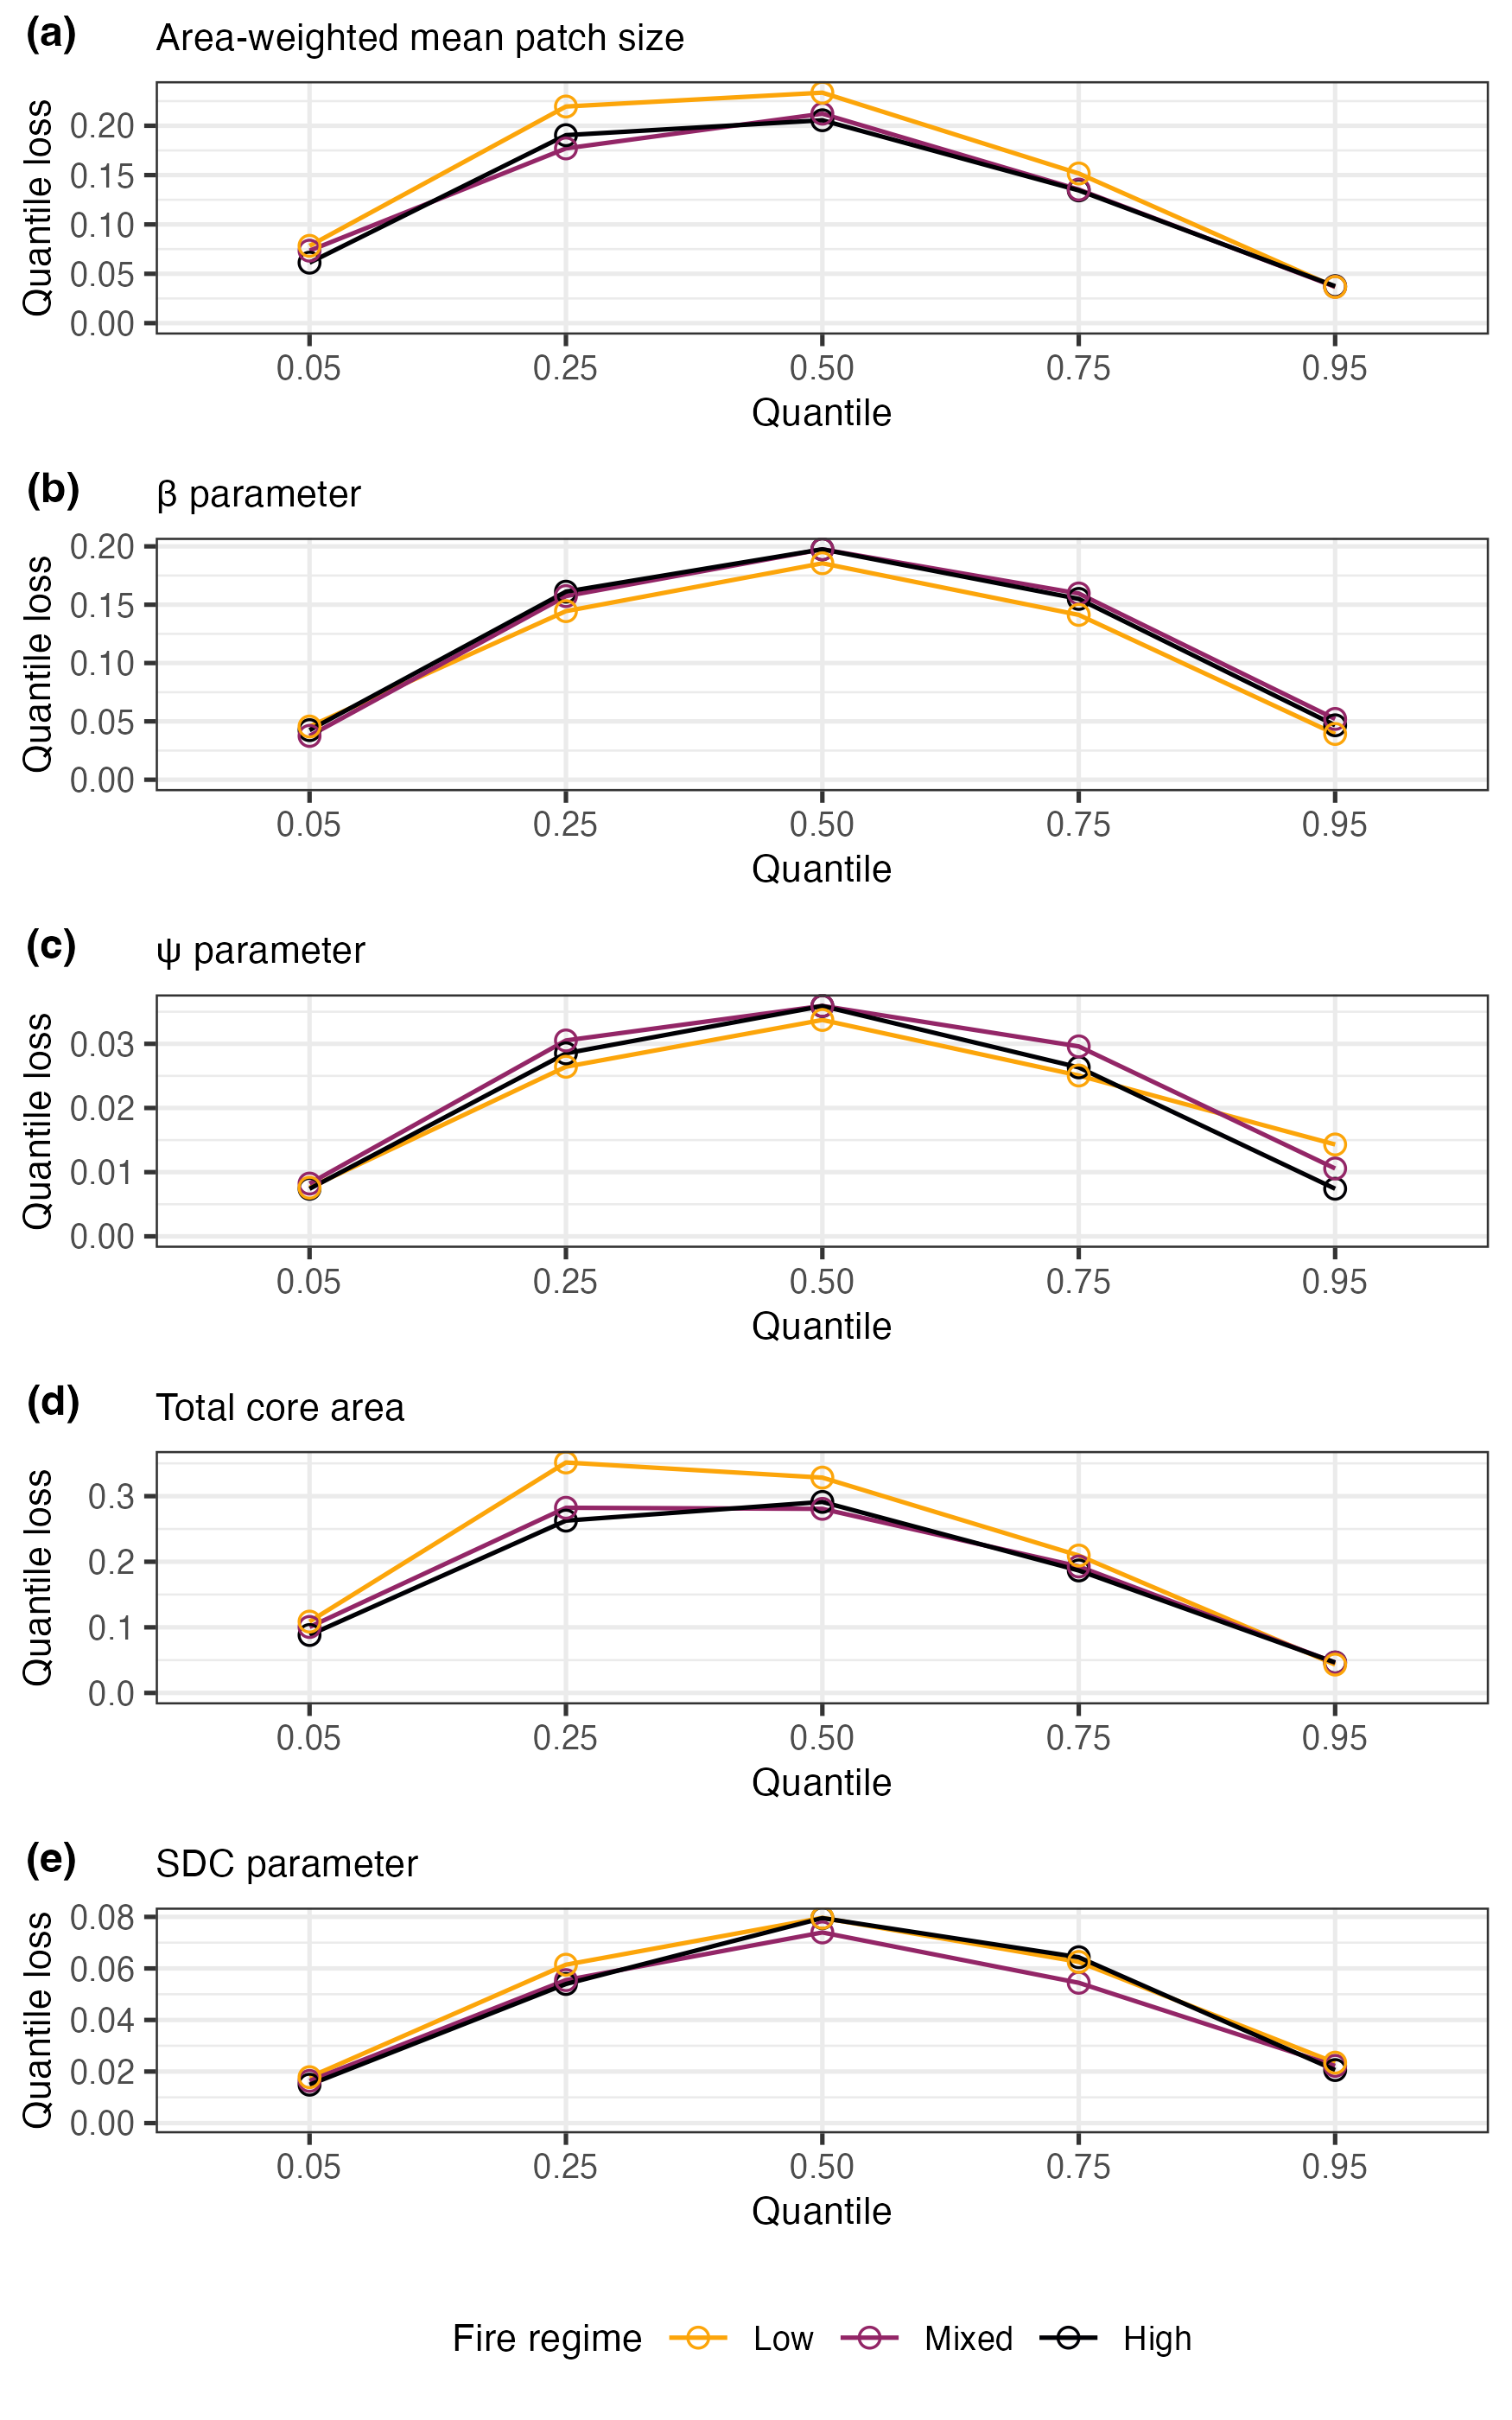 (a) Area-weighted mean patch size
Quantile loss
0.20
0.15
0.10
0.05
0.00
0.05 0.25 0.50 0.75 0.95
Quantile
(b) β parameter
Quantile loss
0.20
0.15
0.10
0.05
0.00
0.05 0.25 0.50 0.75 0.95
Quantile
(c) ψ parameter
Quantile loss
0.03
0.02
0.01
0.00
0.05 0.25 0.50 0.75 0.95
Quantile
(d) Total core area
Quantile loss
0.3
0.2
0.1
0.0
0.05 0.25 0.50 0.75 0.95
Quantile
(e) SDC parameter
Quantile loss
0.08
0.06
0.04
0.02
0.00
0.05 0.25 0.50 0.75 0.95
Quantile
Fire regime Low Mixed High